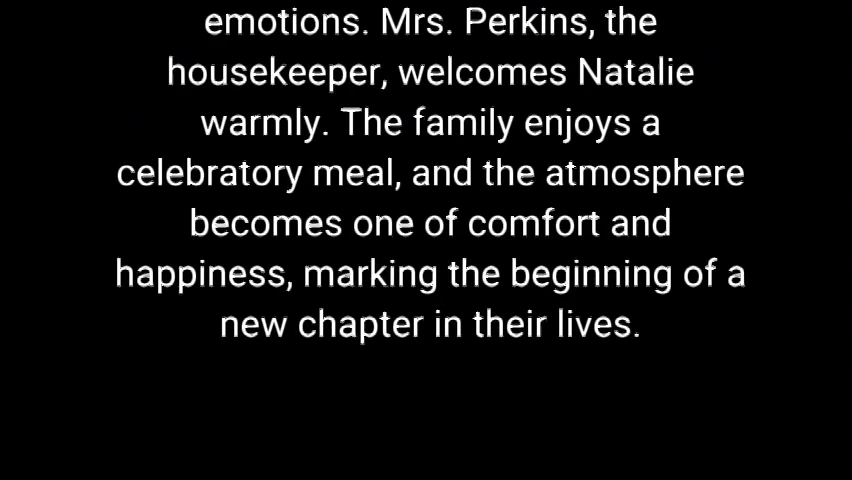 emotions. Mrs. Perkins, the
housekeeper, welcomes Natalie
warmly. The family enjoys a
celebratory meal, and the atmosphere
becomes one of comfort and
happiness, marking the beginning of a
new chapter in their lives.